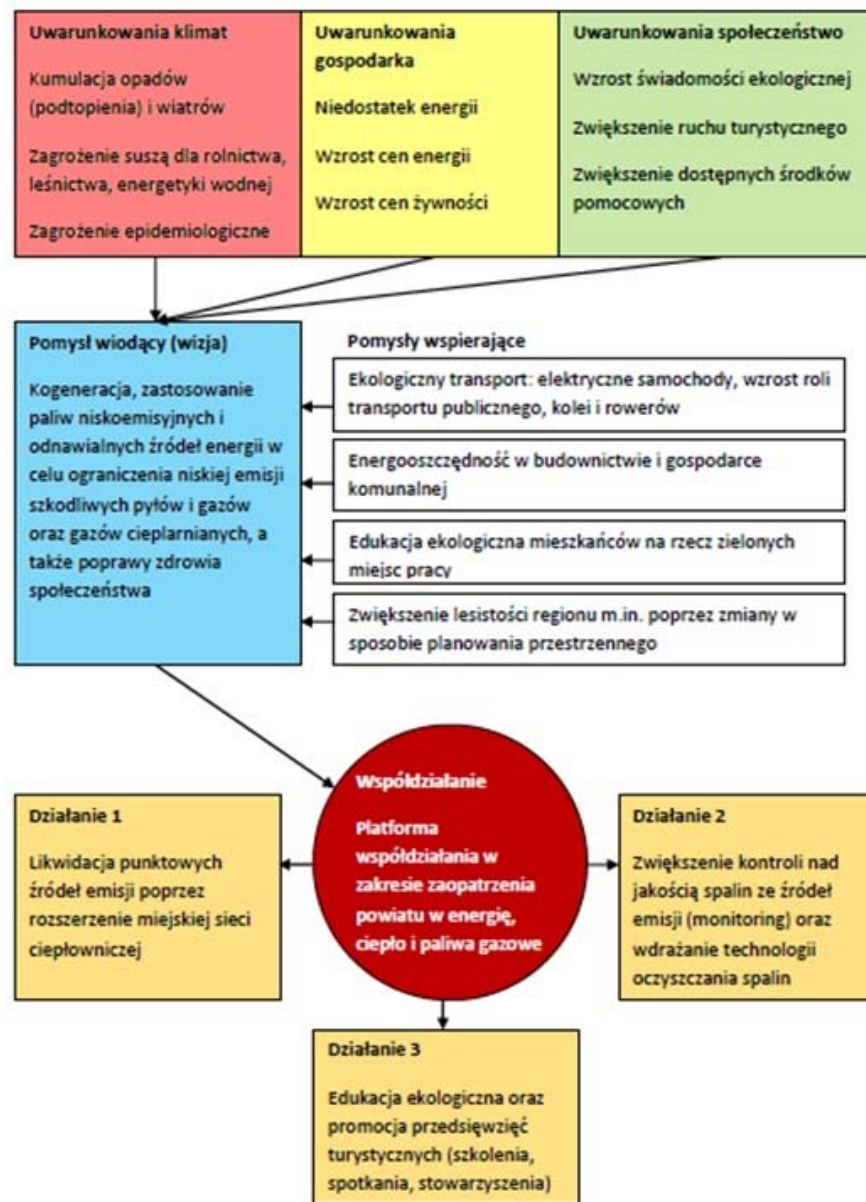 Uwarunkowania klimat
Kumulacja opadów
(podtopienia) i wiatrów
Zagrożenie suszą dla rolnictwa,
leśnictwa, energetyki wodnej
Zagrożenie epidemiologiczne
Uwarunkowania
gospodarka
Niedostatek energii
Wzrost cen energii
Wzrost cen żywności
Uwarunkowania społeczeństwo
Wzrost świadomości ekologicznej
Zwiększenie ruchu turystycznego
Zwiększenie dostępnych środków
pomocowych
Pomysł wiodący (wizja)
Kogeneracja, zastosowanie
paliw niskoemisyjnych i
odnawialnych źródeł energii w
celu ograniczenia niskiej emisji
szkodliwych pyłów i gazów
oraz gazów cieplarnianych, a
także poprawy zdrowia
społeczeństwa
Pomysły wspierające
Ekologiczny transport: elektryczne samochody, wzrost roli
transportu publicznego, kolei i rowerów
Energooszczędność w budownictwie i gospodarce
komunalnej
Edukacja ekologiczna mieszkańców na rzecz zielonych
miejsc pracy
Zwiększenie lesistości regionu m.in. poprzez zmiany w
sposobie planowania przestrzennego
Współdziałanie
Platforma
współdziałania w
zakresie zaopatrzenia
powiatu w energię,
ciepło i paliwa gazowe
Działanie 1
Likwidacja punktowych
źródeł emisji poprzez
rozszerzenie miejskiej sieci
ciepłowniczej
Działanie 2
Zwiększenie kontroli nad
jakością spalin ze źródeł
emisji (monitoring) oraz
wdrażanie technologii
oczyszczania spalin
Działanie 3
Edukacja ekologiczna oraz
promocja przedsięwzięć
turystycznych (szkolenia,
spotkania, stowarzyszenia)